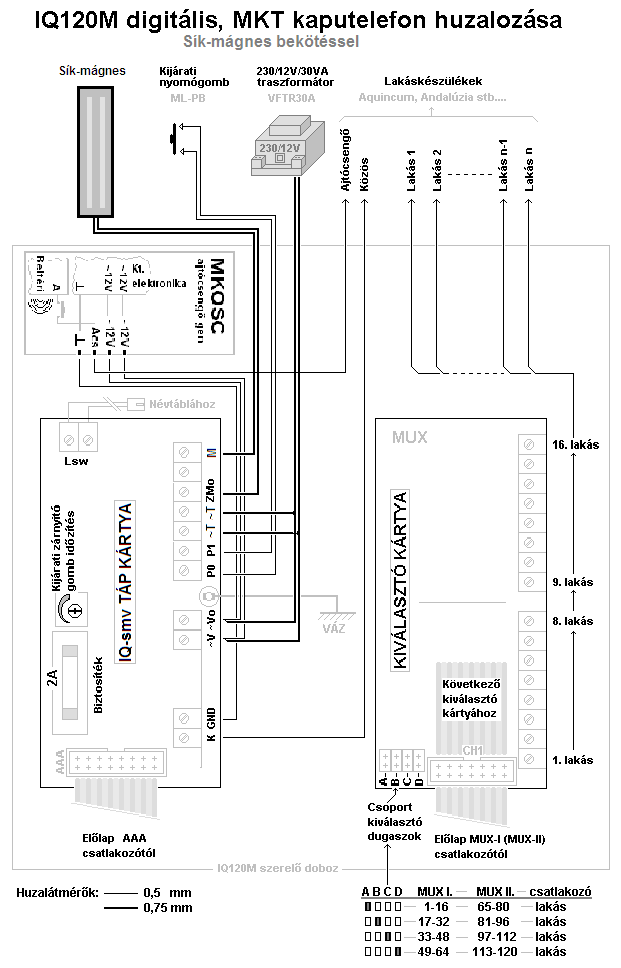 IQ120M digitális, MKT kaputelefon huzalozása
Sík-mágnes bekötéssel
Sík-mágnes
Kijárati
nyomógomb
ML-PB
230/12V/30VA
traszformátor
VFTR30A
230/12V
Lakáskészülékek
Aquincum, Andalúzia stb....
Ajtócsengő
Közös
Lakás 1
Lakás 2
Lakás n-1
Lakás n
Beltéri
A
T
~12V
~12V
Kt.
elektronika
MKQSC
ajtócsengő gen
T
Acs
~12V
~12V
Névtáblához
Lsw
Kijárati zárnyitó
gomb időzítés
IQ-smv TÁP KÁRTYA
2A
Biztosíték
M
ZMo
~T
~T
P1
P0
~Vo
~V
GND
K
VÁZ
AAA
Előlap AAA
csatlakozótól
MUX
KIVÁLASZTÓ KÁRTYA
16. lakás
9. lakás
8. lakás
1. lakás
Következő
kiválasztó
kártyához
CH1
A-
B-
C-
D-
Csóport
kiválasztó
dugaszok
Előlap MUX-I (MUX-II)
csatlakozótól
IQ120M szerelő doboz
Huzalátmérők:
0,5 mm
0,75 mm
A B C D MUX I. — MUX II. — csatlakozó
1-16 — 65-80 — lakás
17-32 — 81-96 — lakás
33-48 — 97-112 — lakás
49-64 — 113-120 — lakás